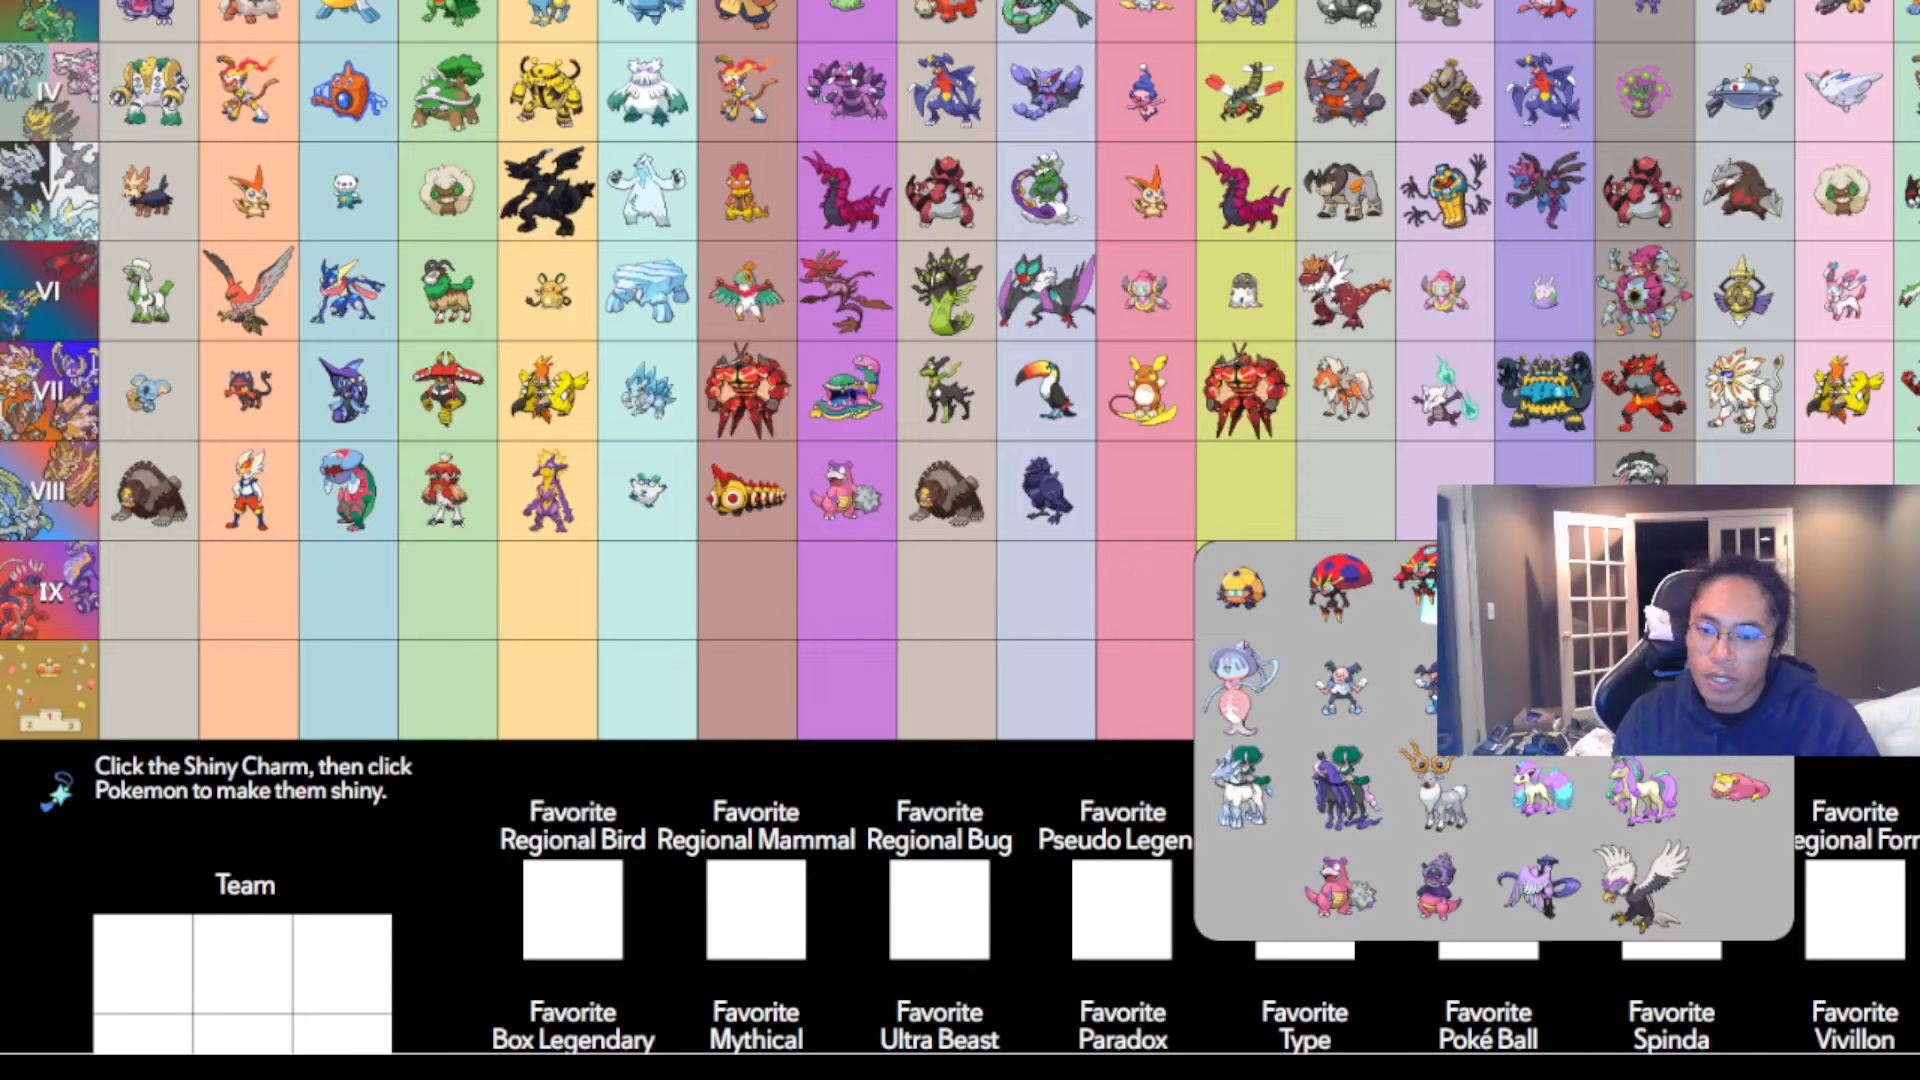 IV
V
VI
VII
VIII
IX
Click the Shiny Charm, then click
Pokemon to make them shiny.
Team
Favorite
Regional Bird
Favorite
Regional Mammal
Favorite
Regional Bug
Favorite
Pseudo Legen
Favorite
egional Form
Favorite
Box Legendary
Favorite
Mythical
Favorite
Ultra Beast
Favorite
Paradox
Favorite
Type
Favorite
Poké Ball
Favorite
Spinda
Favorite
Vivillon